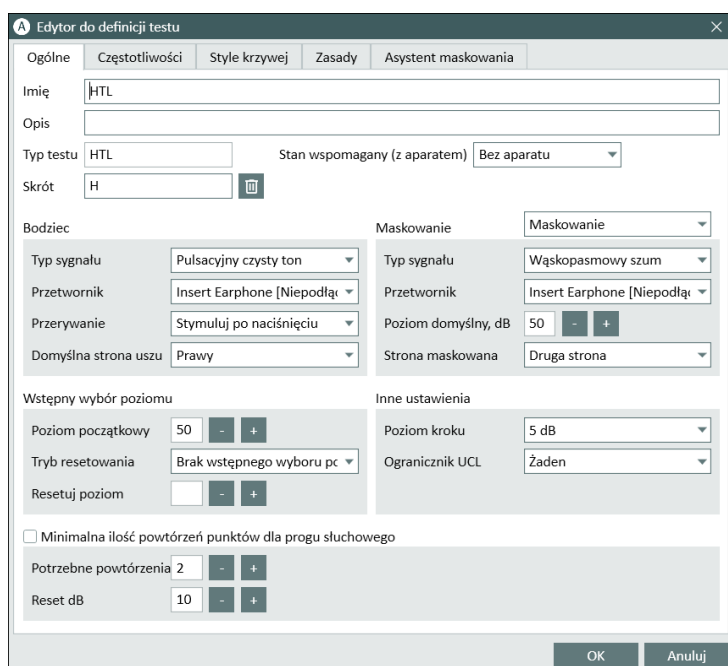 A Edytor do definicji testu
Ogólne Częstotliwości Style krzywej Zasady Asystent maskowania
Imię HTL
Opis
Typ testu HTL Stan wspomagany (z aparatem) Bez aparatu
Skrót H
Bodziec Maskowanie Maskowanie
Typ sygnału Pulsacyjny czysty ton Typ sygnału Wąskopasmowy szum
Przetwornik Insert Earphone [Niepodłąc Przetwornik Insert Earphone [Niepodłąc
Przerywanie Stymuluj po naciśnięciu Poziom domyślny, dB 50 - +
Domyślna strona uszu Prawy Strona maskowana Druga strona
Wstępny wybór poziomu Inne ustawienia
Poziom początkowy 50 - + Poziom kroku 5 dB
Tryb resetowania Brak wstępnego wyboru pc Ogranicznik UCL Żaden
Resetuj poziom - +
Minimalna ilość powtórzeń punktów dla progu słuchowego
Potrzebne powtórzenia 2 - +
Reset dB 10 - +
OK Anuluj